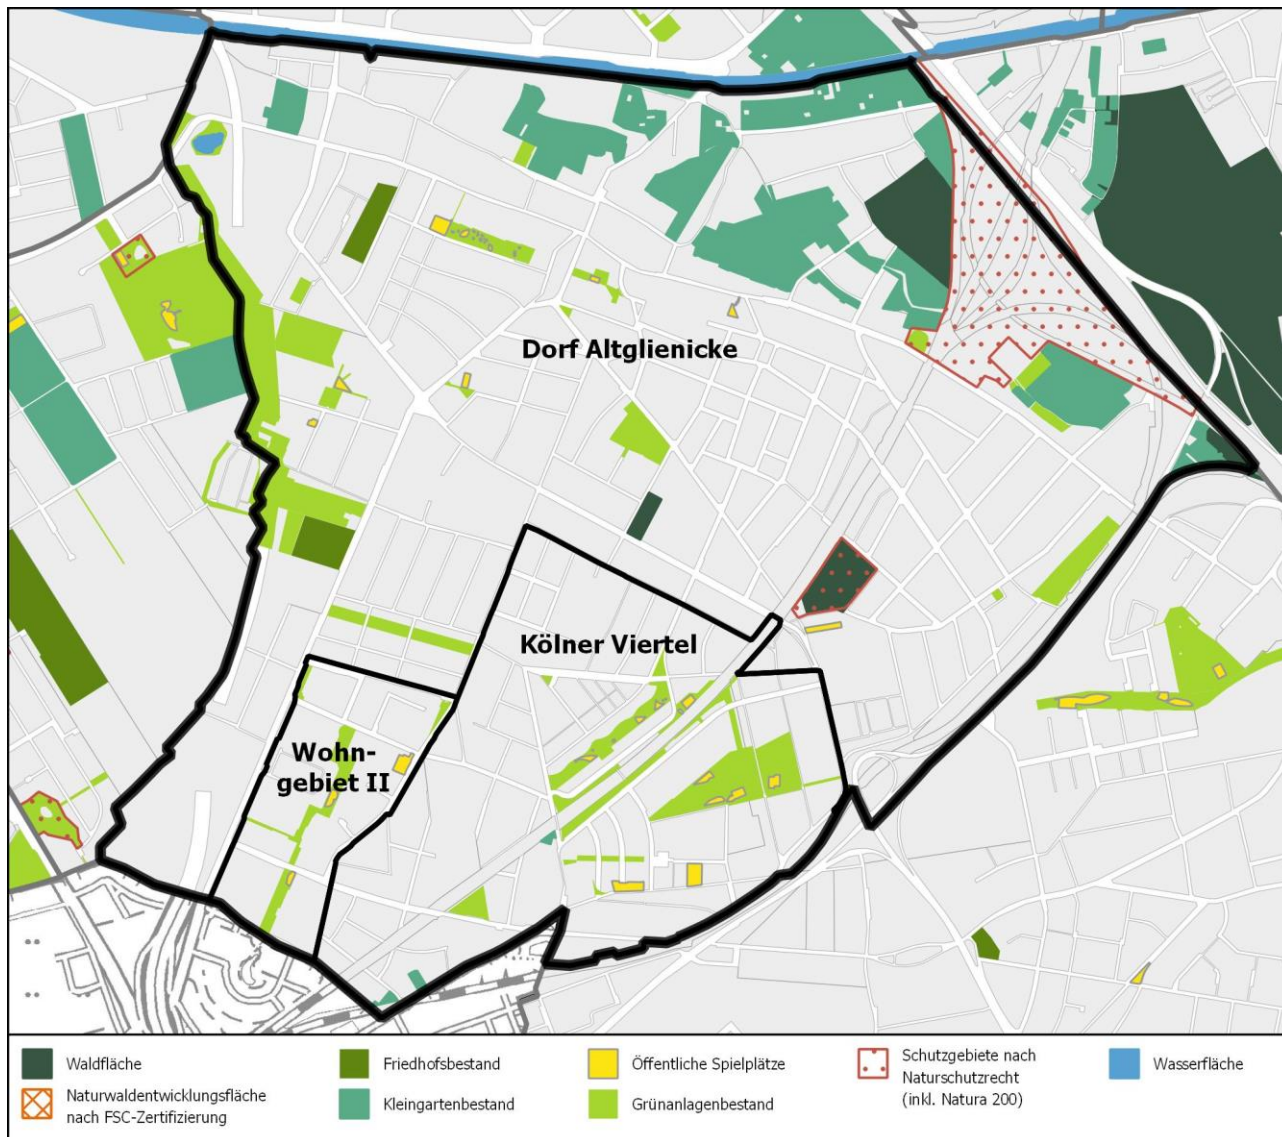 Dorf Altglienicke
Kölner Viertel
Wohn-
gebiet II
Waldfläche
Naturwaldentwicklungsfläche
nach FSC-Zertifizierung
Friedhofsbestand
Kleingartenbestand
Öffentliche Spielplätze
Grünanlagenbestand
Schutzgebiete nach
Naturschutzrecht
(inkl. Natura 200)
Wasserfläche